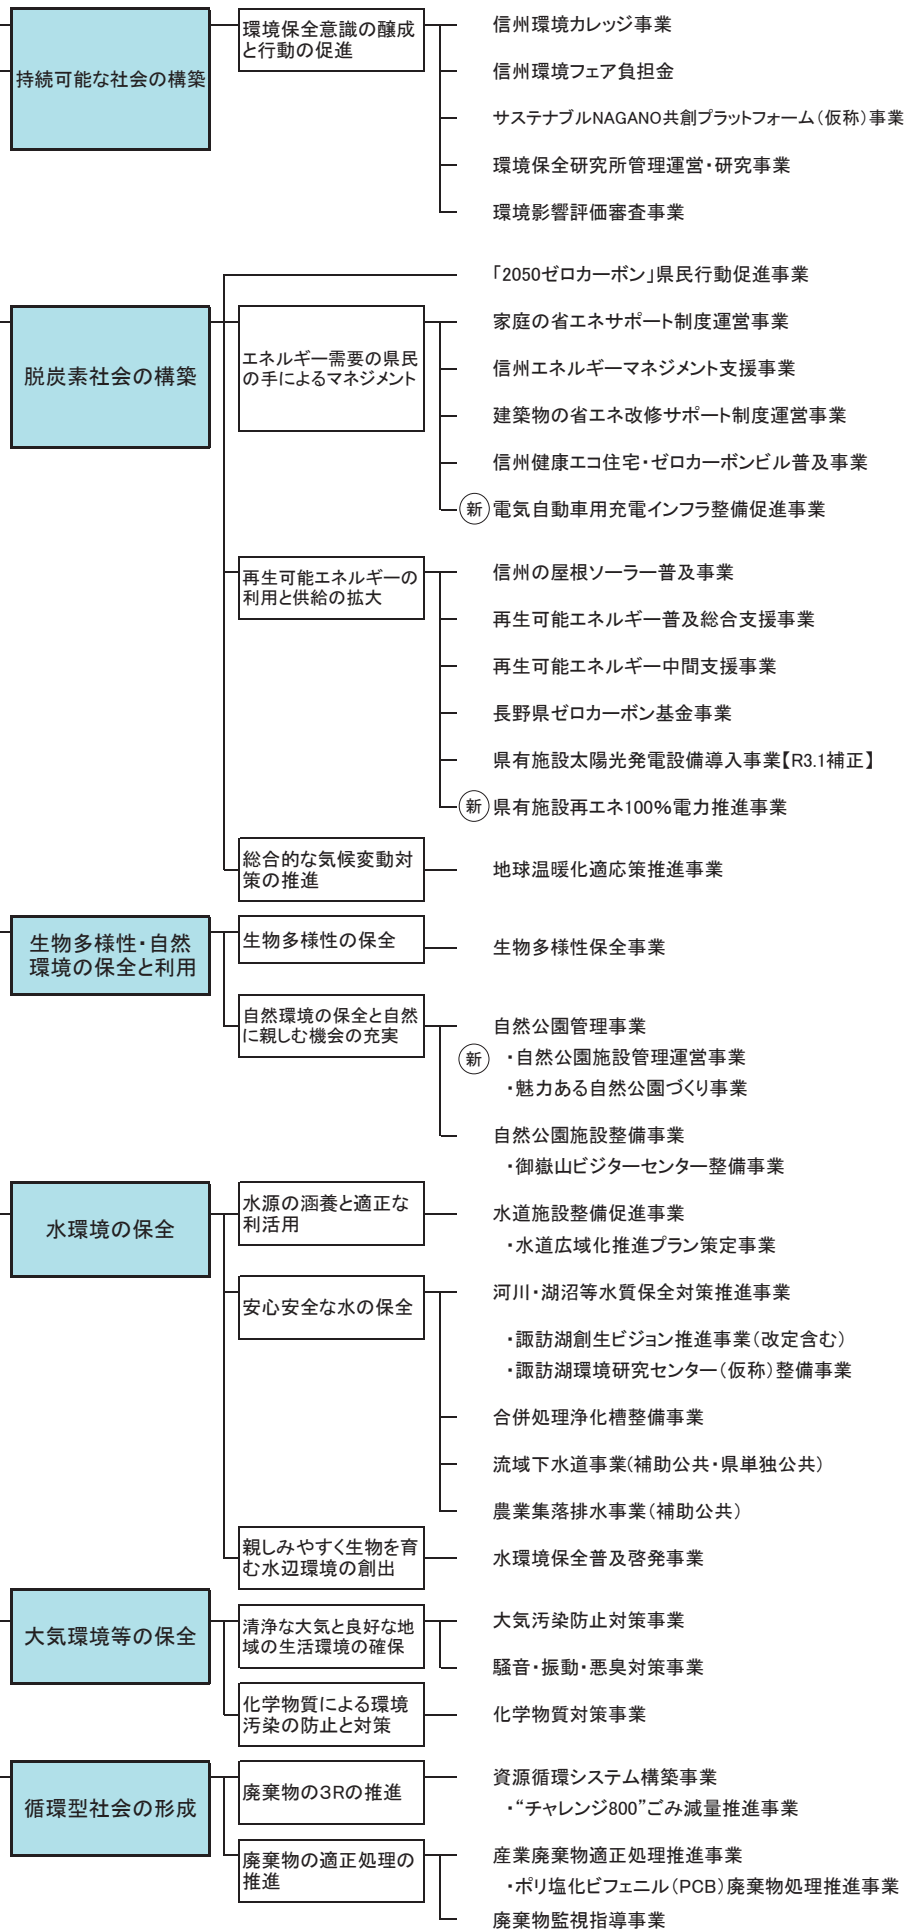 持続可能な社会の構築
環境保全意識の醸成
と行動の促進
信州環境カレッジ事業
信州環境フェア負担金
サステナブルNAGANO共創プラットフォーム（仮称）事業
環境保全研究所管理運営・研究事業
環境影響評価審査事業
脱炭素社会の構築
「2050ゼロカーボン」県民行動促進事業
エネルギー需要の県民
の手によるマネジメント
家庭の省エネサポート制度運営事業
信州エネルギーマネジメント支援事業
建築物の省エネ改修サポート制度運営事業
信州健康エコ住宅・ゼロカーボンビル普及事業
新 電気自動車用充電インフラ整備促進事業
再生可能エネルギーの
利用と供給の拡大
信州の屋根ソーラー普及事業
再生可能エネルギー普及総合支援事業
再生可能エネルギー中間支援事業
長野県ゼロカーボン基金事業
県有施設太陽光発電設備導入事業【R3.1補正】
新 県有施設再エネ100%電力推進事業
総合的な気候変動対
策の推進
地球温暖化適応策推進事業
生物多様性・自然
環境の保全と利用
生物多様性の保全
生物多様性保全事業
自然環境の保全と自然
に親しむ機会の充実
自然公園管理事業
新 ・自然公園施設管理運営事業
・魅力ある自然公園づくり事業
自然公園施設整備事業
・御嶽山ビジターセンター整備事業
水環境の保全
水源の涵養と適正な
利活用
水道施設整備促進事業
・水道広域化推進プラン策定事業
安心安全な水の保全
河川・湖沼等水質保全対策推進事業
・諏訪湖創生ビジョン推進事業（改定含む）
・諏訪湖環境研究センター（仮称）整備事業
合併処理浄化槽整備事業
流域下水道事業(補助公共・県単独公共)
農業集落排水事業(補助公共)
親しみやすく生物を育
む水辺環境の創出
水環境保全普及啓発事業
大気環境等の保全
清浄な大気と良好な地
域の生活環境の確保
大気汚染防止対策事業
騒音・振動・悪臭対策事業
化学物質による環境
汚染の防止と対策
化学物質対策事業
循環型社会の形成
廃棄物の3Rの推進
資源循環システム構築事業
・“チャレンジ800”ごみ減量推進事業
廃棄物の適正処理の
推進
産業廃棄物適正処理推進事業
・ポリ塩化ビフェニル（PCB）廃棄物処理推進事業
廃棄物監視指導事業